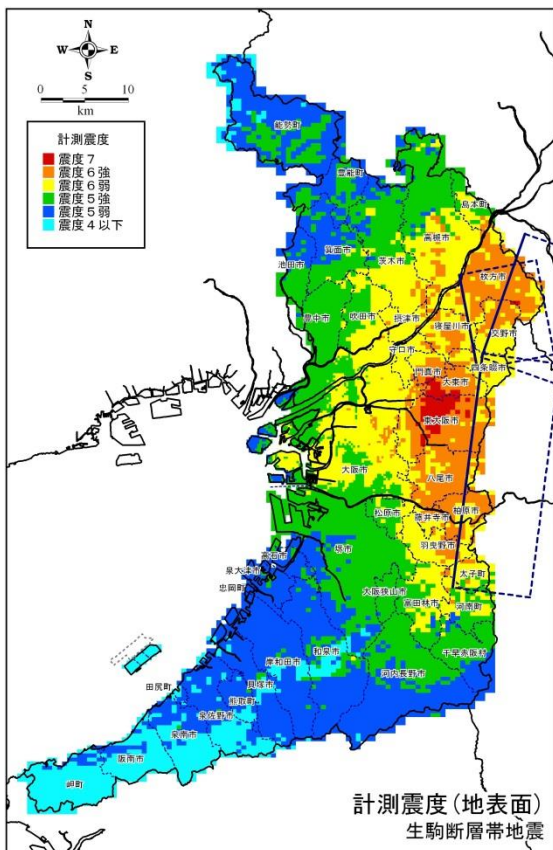 N
W E
S
0 5 10
km
計測震度
震度7
震度6強
震度6弱
震度5強
震度5弱
震度4以下
能勢町
豊能町
島本町
高槻市
箕面市
茨木市
池田市
枚方市
豊中市
吹田市
摂津市
寝屋川市
交野市
守口市
四条畷市
門真市
大東市
東大阪市
大阪市
八尾市
松原市
藤井寺市
柏原市
羽曳野市
堺市
高石市
泉大津市
太子町
忠岡町
大阪狭山市
富田林市
河南町
千早赤阪村
和泉市
岸和田市
河内長野市
貝塚市
田尻町
熊取町
泉佐野市
泉南市
阪南市
岬町
計測震度(地表面)
生駒断層帯地震